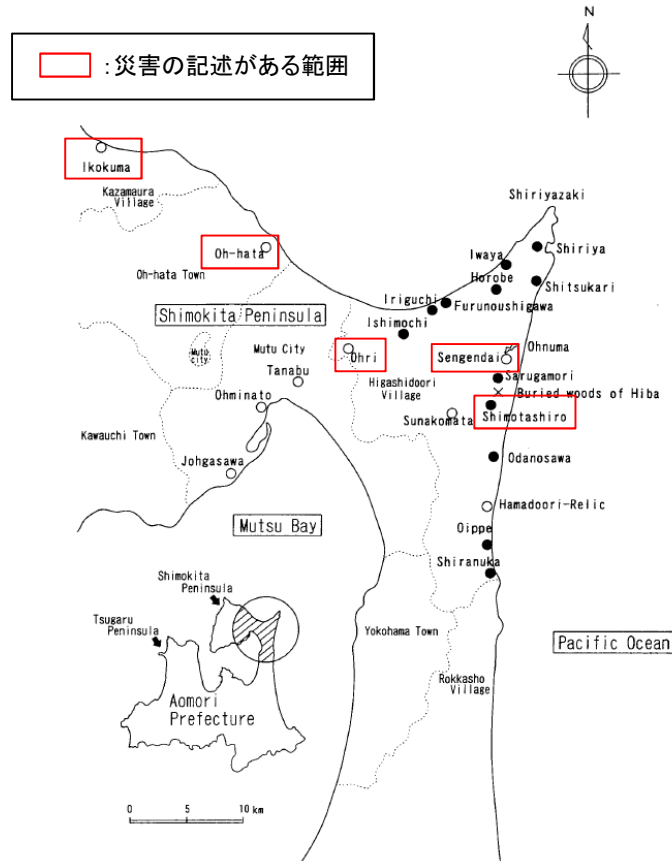 :災害の記述がある範囲
N
Ikokuma
Kazamaura
Village
Shiriyazaki
Oh-hata
Oh-hata Town
Iwaya
Shiriya
Horobe
Shitsukari
Iriguchi
Furunoushigawa
Shimokita Peninsula
Ishimochi
Ohnuma
Mutu
city
Mutu City
Ohri
Sengendai
Tanabu
Higashidoori
Village
Sarugamori
Buried woods of Hiba
Ohminato
Sunakomata
Shimotashiro
Kawauchi Town
Johgasawa
Odanosawa
Mutsu Bay
Hamadoori-Relic
Oippe
Shiranuka
Shimokita
Peninsula
Tsugaru
Peninsula
Yokohama Town
Pacific Ocean
Rokkasho
Village
Aomori
Prefecture
0 5 10 km